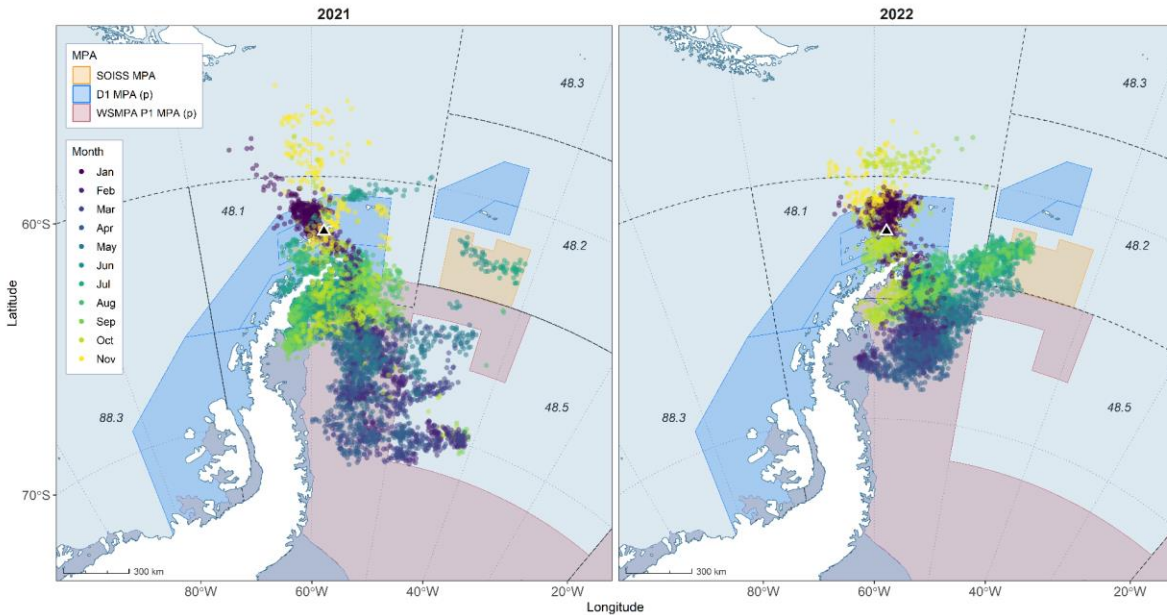 2021
2022
MPA
SOISS MPA
D1 MPA (p)
WSMPA P1 MPA (p)
Month
Jan
Feb
Mar
Apr
May
Jun
Jul
Aug
Sep
Oct
Nov
48.3
48.1
48.2
48.5
88.3
300 km
48.3
48.1
48.2
48.5
88.3
300 km
60°S
70°S
Latitude
80°W
60°W
40°W
20°W
80°W
60°W
40°W
20°W
Longitude